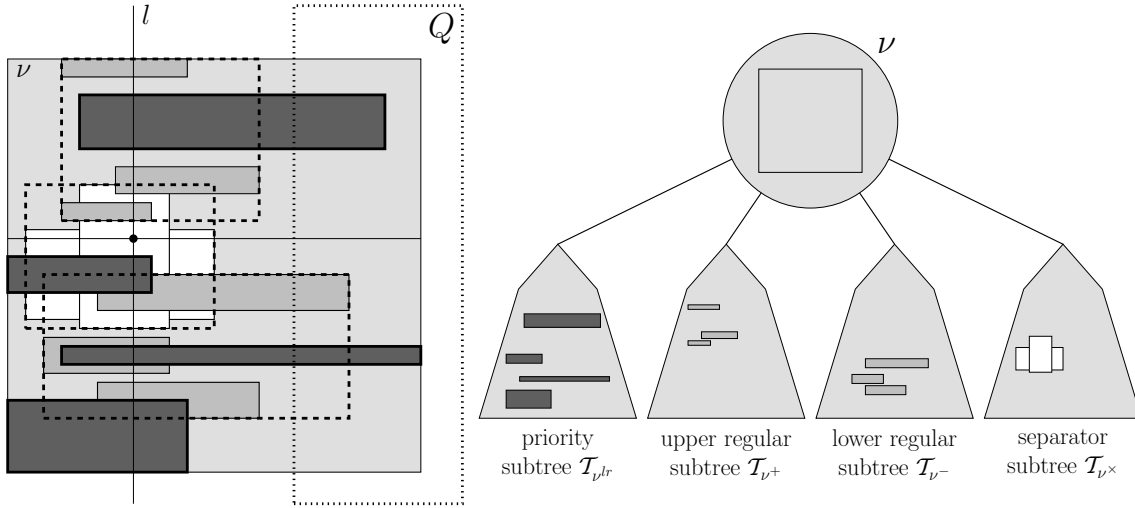 l
Q
ν
ν
priority
subtree 𝒯_{ν^{lr}}
upper regular
subtree 𝒯_{ν^+}
lower regular
subtree 𝒯_{ν^-}
separator
subtree 𝒯_{ν^×}